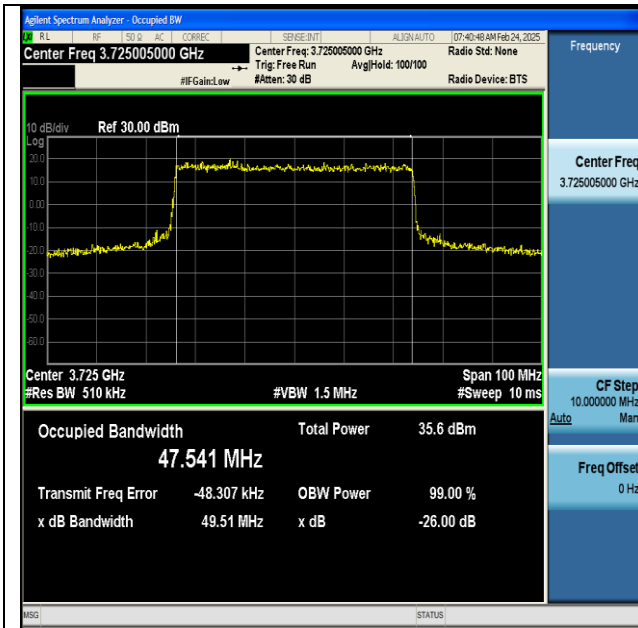 Agilent Spectrum Analyzer - Occupied BW
LXI RL RF 50 Ω AC CORREC SENSE:INT ALIGN AUTO 07:40:48 AM Feb 24, 2025
Center Freq 3.725005000 GHz
Center Freq: 3.725005000 GHz Radio Std: None
Trig: Free Run Avg|Hold: 100/100
#IFGain:Low #Atten: 30 dB Radio Device: BTS
10 dB/div Ref 30.00 dBm
Log
20.0
10.0
0.00
-10.0
-20.0
-30.0
-40.0
-50.0
-60.0
Center 3.725 GHz Span 100 MHz
#Res BW 510 kHz #VBW 1.5 MHz #Sweep 10 ms
Occupied Bandwidth Total Power 35.6 dBm
47.541 MHz
Transmit Freq Error -48.307 kHz OBW Power 99.00 %
x dB Bandwidth 49.51 MHz x dB -26.00 dB
MSG STATUS
Frequency
Center Freq
3.725005000 GHz
CF Step
10.000000 MHz
Auto Man
Freq Offset
0 Hz